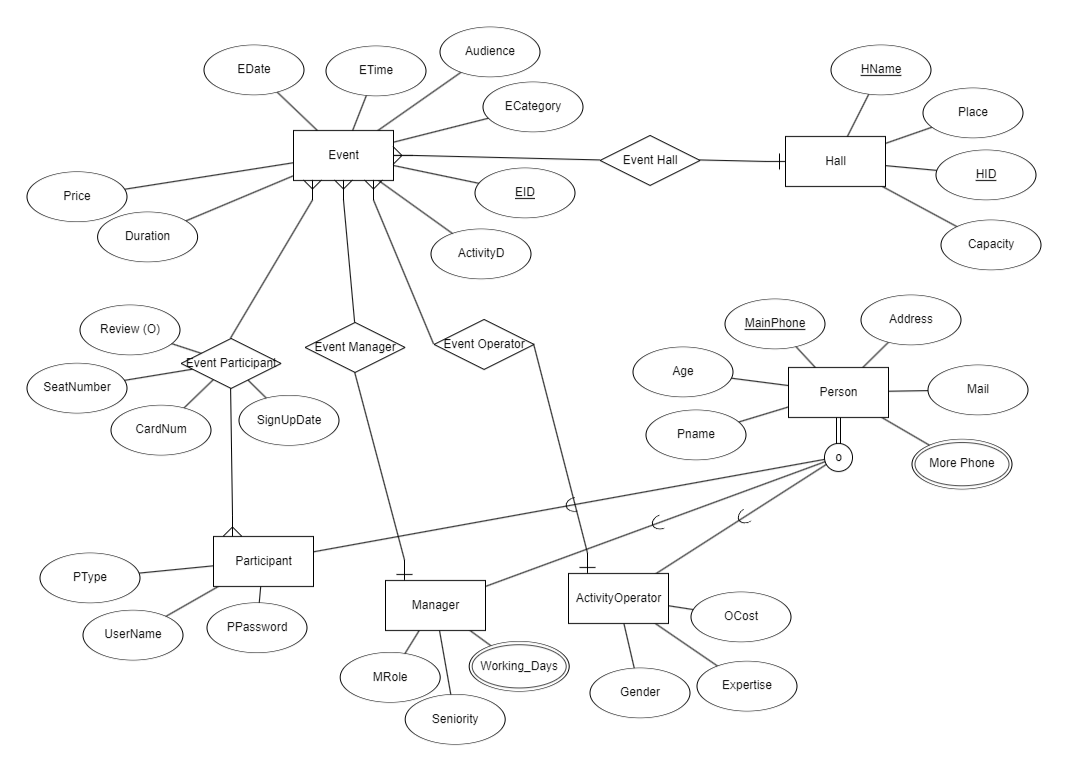 Audience
EDate
ETime
HName
ECategory
Place
Event
Event Hall
Hall
HID
Price
EID
Duration
ActivityD
Capacity
Review (O)
MainPhone
Address
Event Manager
Event Operator
Event Participant
Age
Person
Mail
SeatNumber
SignUpDate
CardNum
Pname
o
More Phone
Participant
PType
Manager
ActivityOperator
OCost
UserName
PPassword
Working_Days
MRole
Gender
Expertise
Seniority